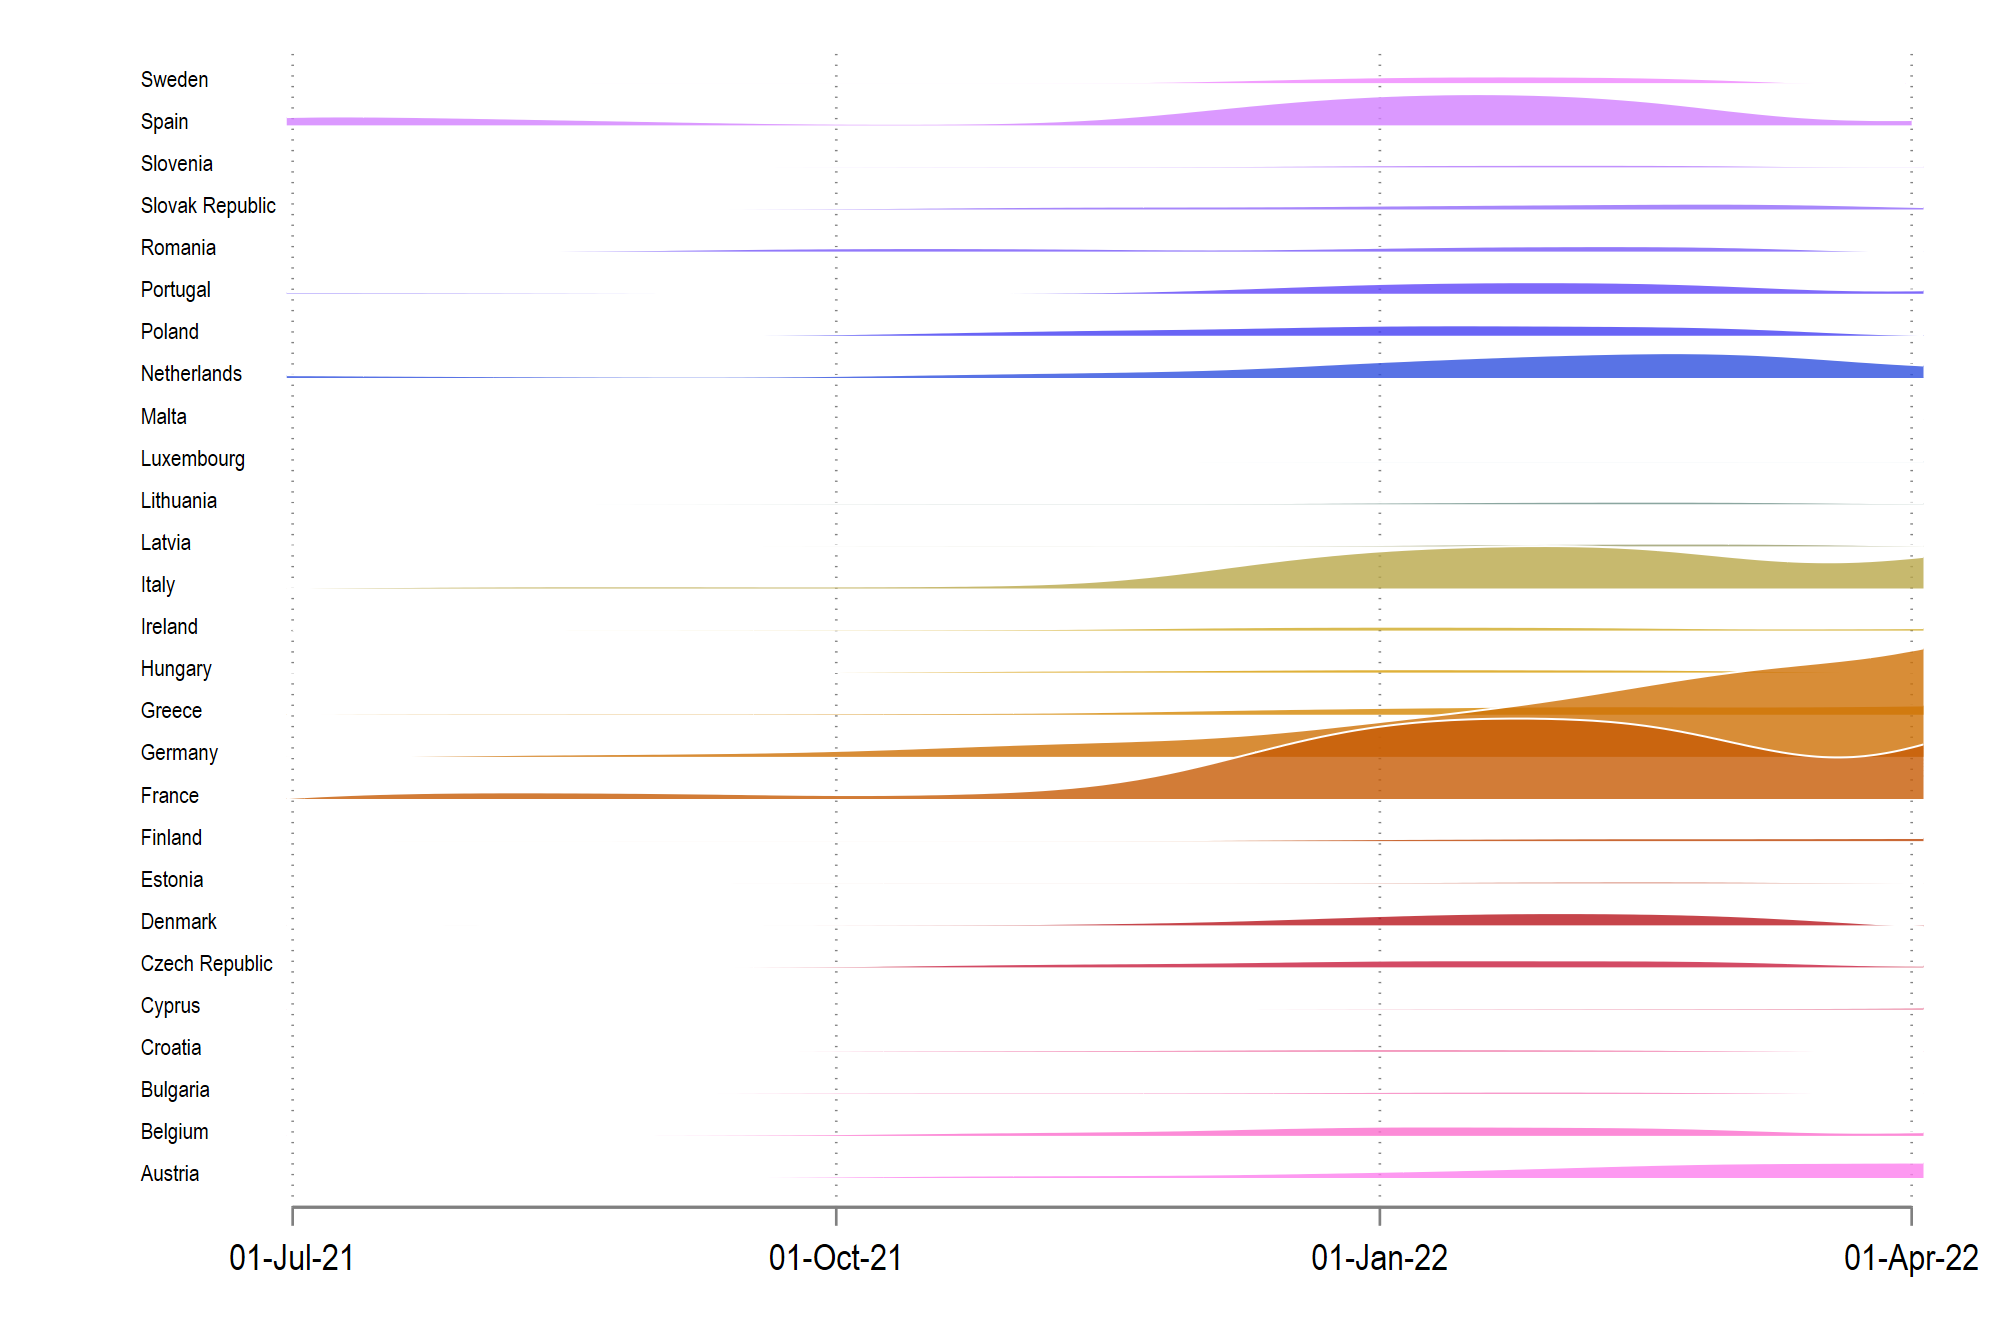 Sweden
Spain
Slovenia
Slovak Republic
Romania
Portugal
Poland
Netherlands
Malta
Luxembourg
Lithuania
Latvia
Italy
Ireland
Hungary
Greece
Germany
France
Finland
Estonia
Denmark
Czech Republic
Cyprus
Croatia
Bulgaria
Belgium
Austria
01-Jul-21 01-Oct-21 01-Jan-22 01-Apr-22